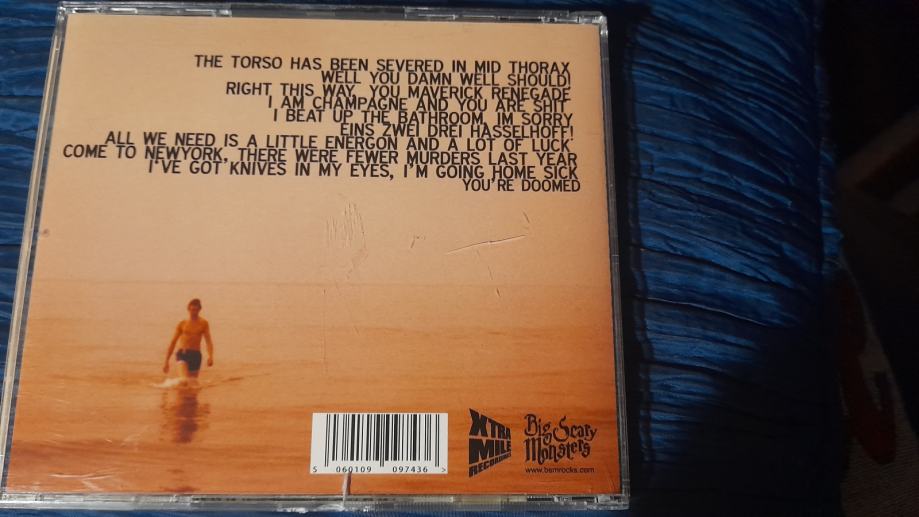 THE TORSO HAS BEEN SEVERED IN MID THORAX
WELL YOU DAMN WELL SHOULD!
RIGHT THIS WAY, YOU MAVERICK RENEGADE
I AM CHAMPAGNE AND YOU ARE SHIT
I BEAT UP THE BATHROOM, IM SORRY
EINS ZWEI DREI HASSELHOFF!
ALL WE NEED IS A LITTLE ENERGON AND A LOT OF LUCK
COME TO NEWYORK, THERE WERE FEWER MURDERS LAST YEAR
I'VE GOT KNIVES IN MY EYES, I'M GOING HOME SICK
YOU'RE DOOMED
5 060109 097436 >
XTRA MILE RECORDINGS
Big Scary Monsters
www.bsmrocks.com